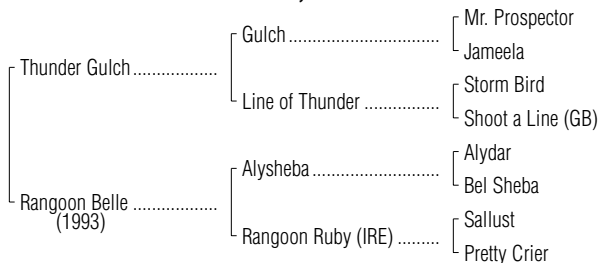 Mr. Prospector
Gulch..........................................
Jameela
Thunder Gulch..................
Storm Bird
Line of Thunder ...............
Shoot a Line (GB)
Alydar
Alysheba..........................
Bel Sheba
Rangoon Belle ..................
(1993)
Sallust
Rangoon Ruby (IRE) .........
Pretty Crier